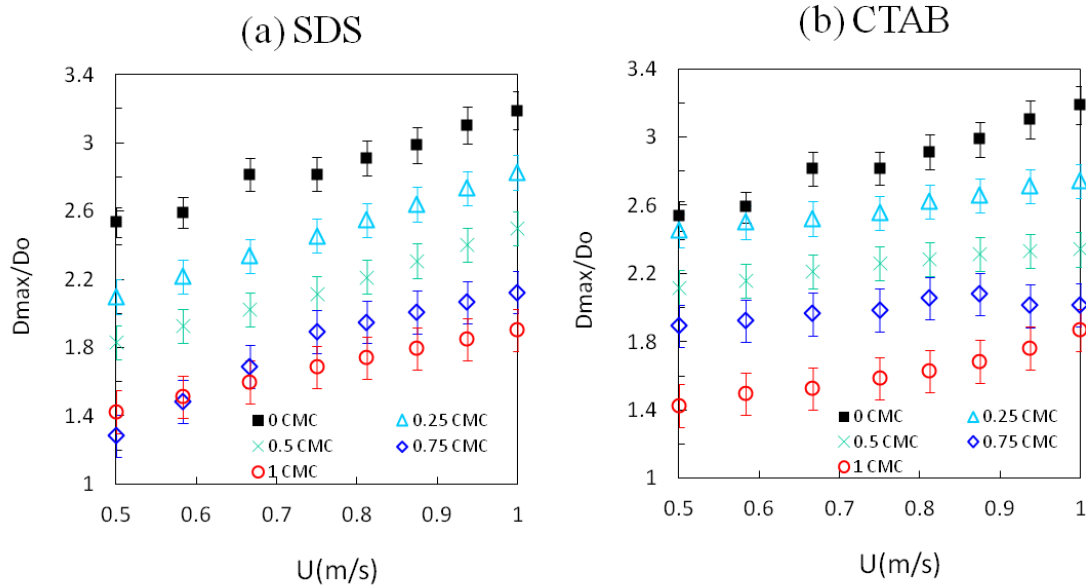 (a) SDS
Dmax/Do
3.4
3
2.6
2.2
1.8
1.4
1
0 CMC
0.25 CMC
0.5 CMC
0.75 CMC
1 CMC
0.5
0.6
0.7
0.8
0.9
1
U(m/s)
(b) CTAB
Dmax/Do
3.4
3
2.6
2.2
1.8
1.4
1
0 CMC
0.25 CMC
0.5 CMC
0.75 CMC
1 CMC
0.5
0.6
0.7
0.8
0.9
1
U(m/s)